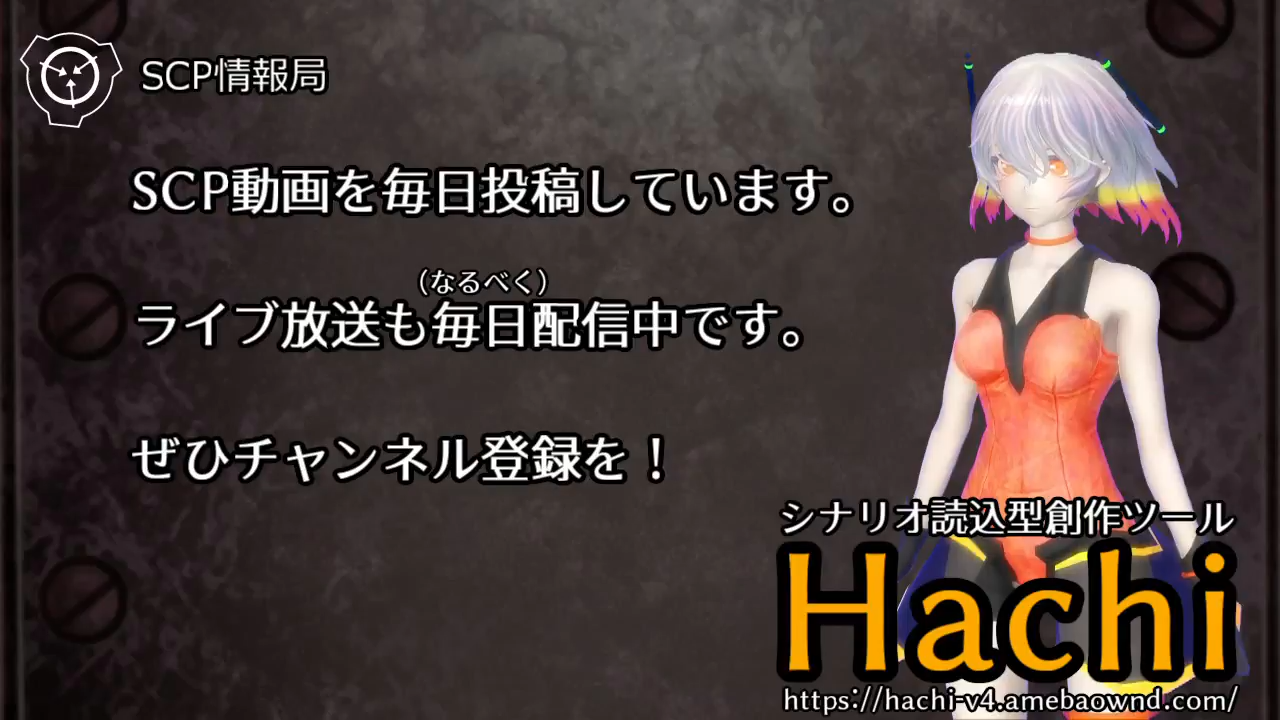 SCP情報局
SCP動画を毎日投稿しています。
(なるべく)
ライブ放送も毎日配信中です。
ぜひチャンネル登録を！
シナリオ読込型創作ツール
Hachi
https://hachi-v4.amebaownd.com/